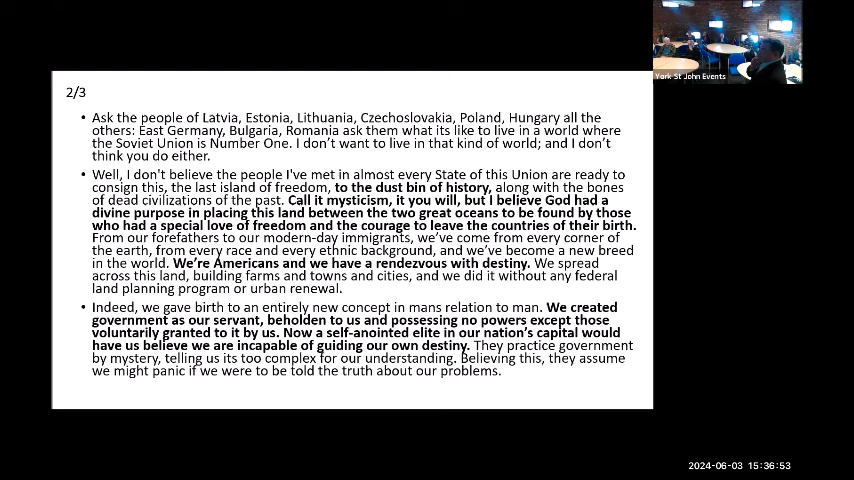 York St John Events
2/3
• Ask the people of Latvia, Estonia, Lithuania, Czechoslovakia, Poland, Hungary all the
others: East Germany, Bulgaria, Romania ask them what its like to live in a world where
the Soviet Union is Number One. I don't want to live in that kind of world; and I don't
think you do either.
• Well, I don't believe the people I've met in almost every State of this Union are ready to
consign this, the last island of freedom, to the dust bin of history, along with the bones
of dead civilizations of the past. Call it mysticism, it you will, but I believe God had a
divine purpose in placing this land between the two great oceans to be found by those
who had a special love of freedom and the courage to leave the countries of their birth.
From our forefathers to our modern-day immigrants, we've come from every corner of
the earth, from every race and every ethnic background, and we've become a new breed
in the world. We're Americans and we have a rendezvous with destiny. We spread
across this land, building farms and towns and cities, and we did it without any federal
land planning program or urban renewal.
• Indeed, we gave birth to an entirely new concept in mans relation to man. We created
government as our servant, beholden to us and possessing no powers except those
voluntarily granted to it by us. Now a self-anointed elite in our nation's capital would
have us believe we are incapable of guiding our own destiny. They practice government
by mystery, telling us its too complex for our understanding. Believing this, they assume
we might panic if we were to be told the truth about our problems.
2024-06-03 15:36:53